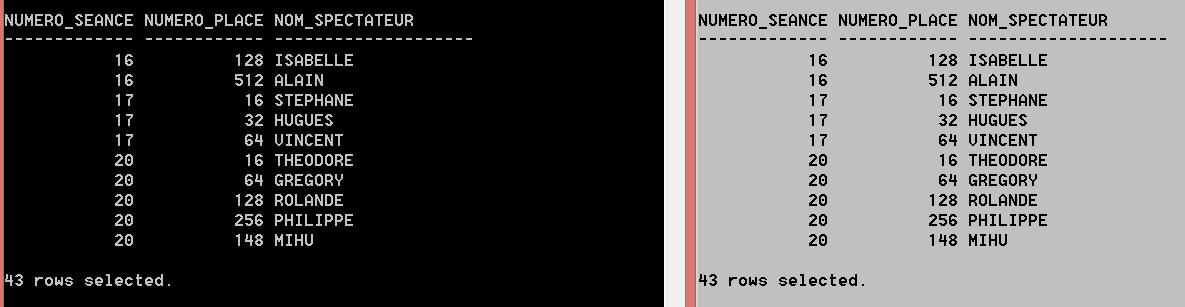 NUMERO_SEANCE NUMERO_PLACE NOM_SPECTATEUR
------------- ------------ --------------------
16 128 ISABELLE
16 512 ALAIN
17 16 STEPHANE
17 32 HUGUES
17 64 VINCENT
20 16 THEODORE
20 64 GREGORY
20 128 ROLANDE
20 256 PHILIPPE
20 148 MIHU
43 rows selected.
NUMERO_SEANCE NUMERO_PLACE NOM_SPECTATEUR
------------- ------------ --------------------
16 128 ISABELLE
16 512 ALAIN
17 16 STEPHANE
17 32 HUGUES
17 64 VINCENT
20 16 THEODORE
20 64 GREGORY
20 128 ROLANDE
20 256 PHILIPPE
20 148 MIHU
43 rows selected.